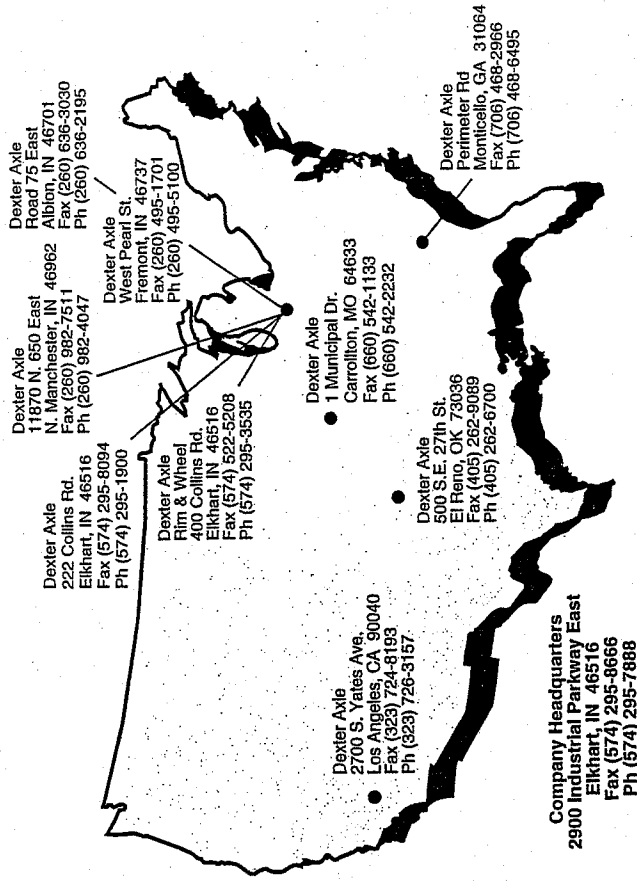 Dexter Axle
222 Collins Rd.
Elkhart, IN 46516
Fax (574) 295-8094
Ph (574) 295-1900
Dexter Axle
11870 N. 650 East
N. Manchester, IN 46962
Fax (260) 982-7511
Ph (260) 982-4047
Dexter Axle
Road 75 East
Albion, IN 46701
Fax (260) 636-3030
Ph (260) 636-2195
Dexter Axle
West Pearl St.
Fremont, IN 46737
Fax (260) 495-1701
Ph (260) 495-5100
Dexter Axle
Rim & Wheel
400 Collins Rd.
Elkhart, IN 46516
Fax (574) 522-5208
Ph (574) 295-3535
Dexter Axle
1 Municipal Dr.
Carrollton, MO 64633
Fax (660) 542-1133
Ph (660) 542-2232
Dexter Axle
Perimeter Rd
Monticello, GA 31064
Fax (706) 468-2966
Ph (706) 468-6495
Dexter Axle
500 S.E. 27th St.
El Reno, OK 73036
Fax (405) 262-9089
Ph (405) 262-6700
Dexter Axle
2700 S. Yates Ave.
Los Angeles, CA 90040
Fax (323) 724-8193
Ph (323) 726-3157
Company Headquarters
2900 Industrial Parkway East
Elkhart, IN 46516
Fax (574) 295-8666
Ph (574) 295-7888